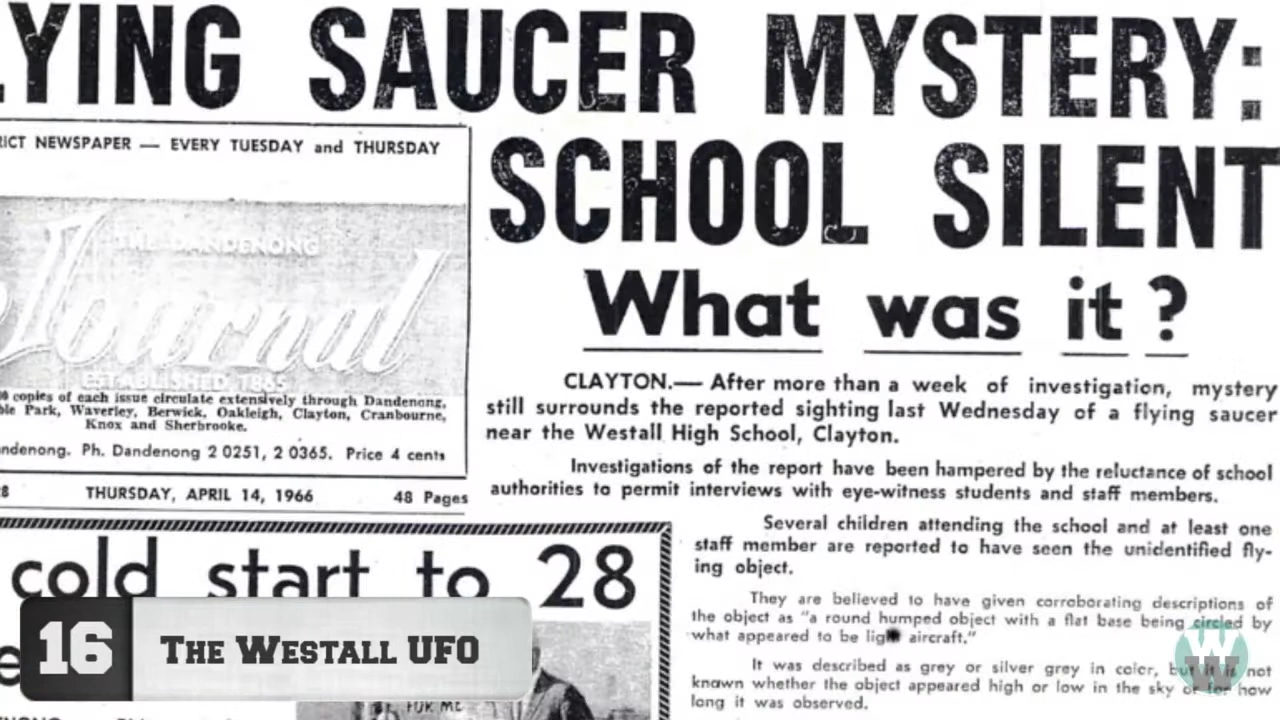 LYING SAUCER MYSTERY:
SCHOOL SILENT
What was it ?
RICT NEWSPAPER — EVERY TUESDAY and THURSDAY
THE DANDENONG
Journal
ESTABLISHED 1865
copies of each issue circulate extensively through Dandenong,
ble Park, Waverley, Berwick, Oakleigh, Clayton, Cranbourne,
Knox and Sherbrooke.
ndenong. Ph. Dandenong 2 0251, 2 0365. Price 4 cents
28 THURSDAY, APRIL 14, 1966 48 Pages
CLAYTON.— After more than a week of investigation, mystery
still surrounds the reported sighting last Wednesday of a flying saucer
near the Westall High School, Clayton.
Investigations of the report have been hampered by the reluctance of school
authorities to permit interviews with eye-witness students and staff members.
Several children attending the school and at least one
staff member are reported to have seen the unidentified fly-
ing object.
They are believed to have given corroborating descriptions of
the object as "a round humped object with a flat base being circled by
what appeared to be light aircraft."
It was described as grey or silver grey in color, but it is not
known whether the object appeared high or low in the sky or for how
long it was observed.
cold start to 28
FOR ME
16 The Westall UFO
W
W